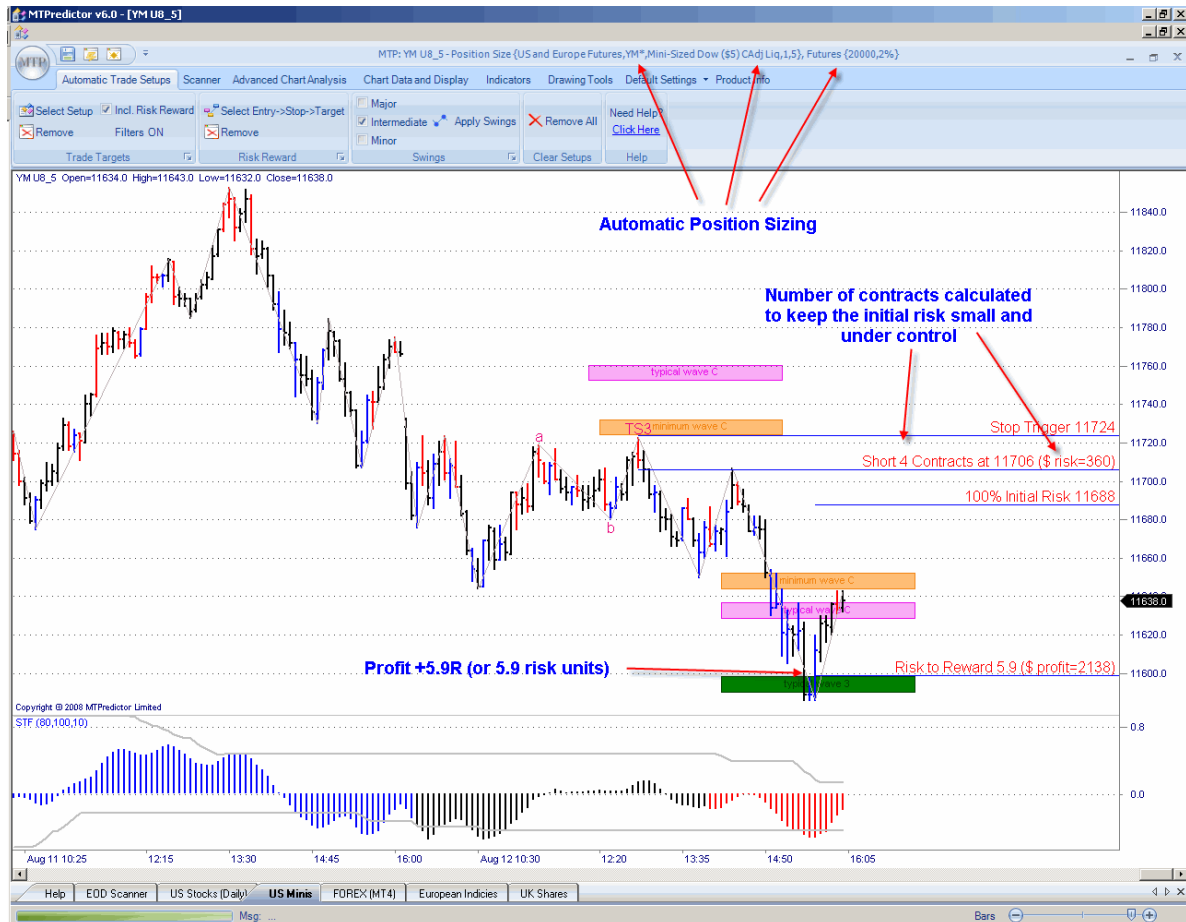 MTPredictor v6.0 - [YM U8_5]
MTP
MTP: YM U8_5 - Position Size {US and Europe Futures,YM*,Mini-Sized Dow ($5) CAdj Liq,1,5}, Futures {20000,2%}
Automatic Trade Setups Scanner Advanced Chart Analysis Chart Data and Display Indicators Drawing Tools Default Settings Product Info
Select Setup Incl. Risk Reward
Remove Filters ON
Trade Targets
Select Entry->Stop->Target
Remove
Risk Reward
Major
Intermediate Apply Swings
Minor
Swings
Remove All
Clear Setups
Need Help?
Click Here
Help
YM U8_5 Open=11634.0 High=11643.0 Low=11632.0 Close=11638.0
Automatic Position Sizing
Number of contracts calculated
to keep the initial risk small and
under control
typical wave C
TS3
minimum wave C
a
b
Stop Trigger 11724
Short 4 Contracts at 11706 ($ risk=360)
100% Initial Risk 11688
minimum wave C
typical wave C
Profit +5.9R (or 5.9 risk units)
Risk to Reward 5.9 ($ profit=2138)
typical wave 3
11840.0
11820.0
11800.0
11780.0
11760.0
11740.0
11720.0
11700.0
11680.0
11660.0
11638.0
11620.0
11600.0
Copyright © 2008 MTPredictor Limited
STF (80,100,10)
0.8
0.0
Aug 11 10:25 12:15 13:30 14:45 16:00 Aug 12 10:30 12:20 13:35 14:50 16:05
Help EOD Scanner US Stocks (Daily) US Minis FOREX (MT4) European Indicies UK Shares
Msg: ...
Bars